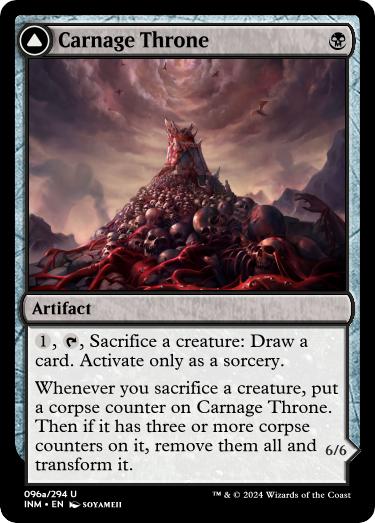 Carnage Throne
Artifact
1, T, Sacrifice a creature: Draw a
card. Activate only as a sorcery.
Whenever you sacrifice a creature, put
a corpse counter on Carnage Throne.
Then if it has three or more corpse
counters on it, remove them all and
transform it.
6/6
096a/294 U
INM • EN SOYAMEII
™ & © 2024 Wizards of the Coast